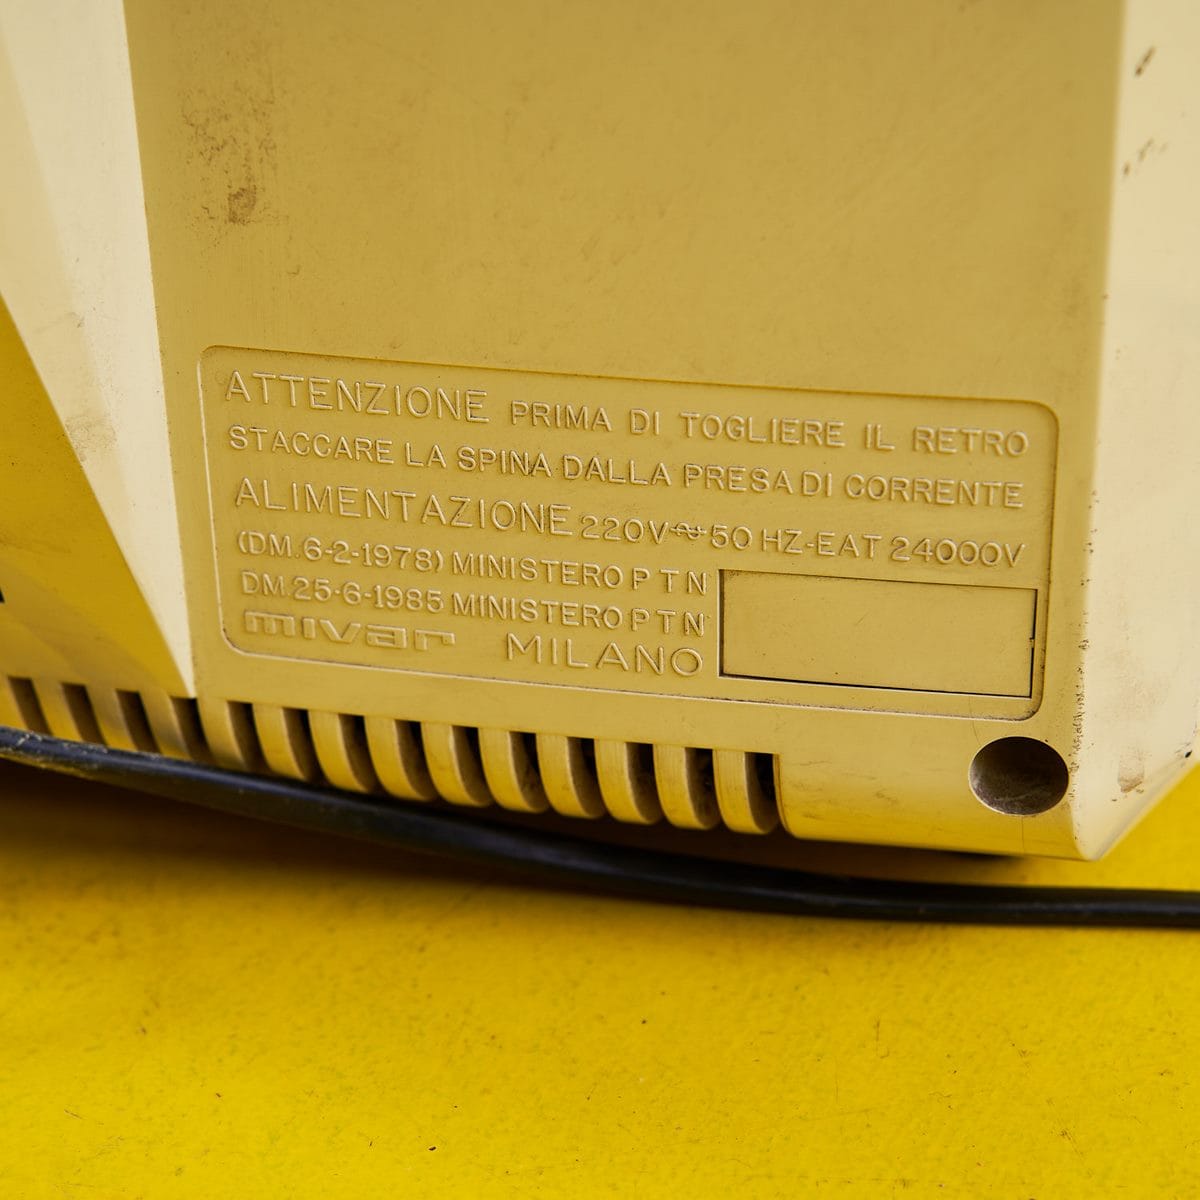 ATTENZIONE PRIMA DI TOGLIERE IL RETRO
STACCARE LA SPINA DALLA PRESA DI CORRENTE
ALIMENTAZIONE 220V∿50 HZ-EAT 24000V
(DM.6-2-1978) MINISTERO P T N
DM.25-6-1985 MINISTERO P T N
mivar MILANO